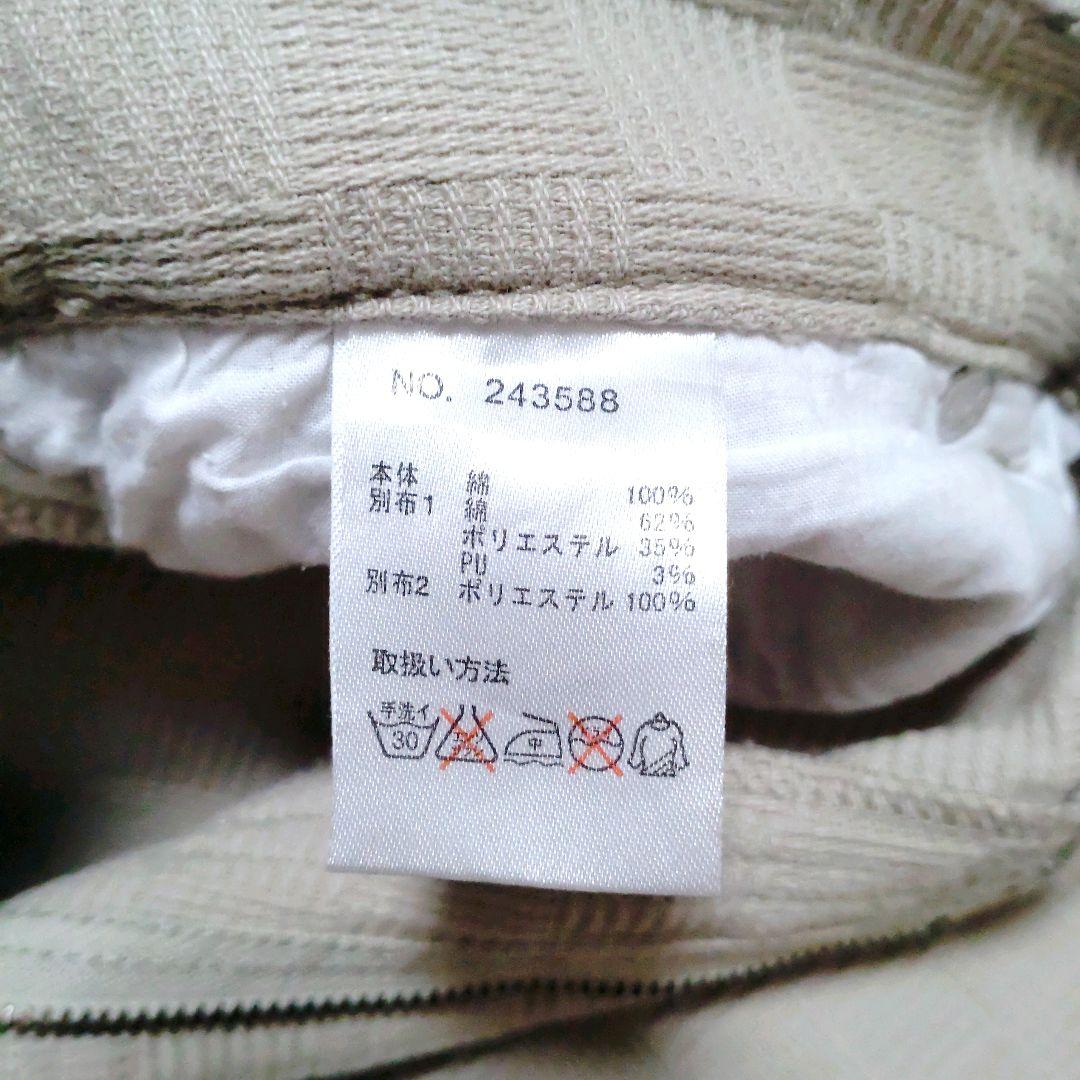 NO. 243588
本体 綿 100%
別布1 綿 62%
ポリエステル 35%
PU 3%
別布2 ポリエステル 100%
取扱い方法
手洗イ 30 中